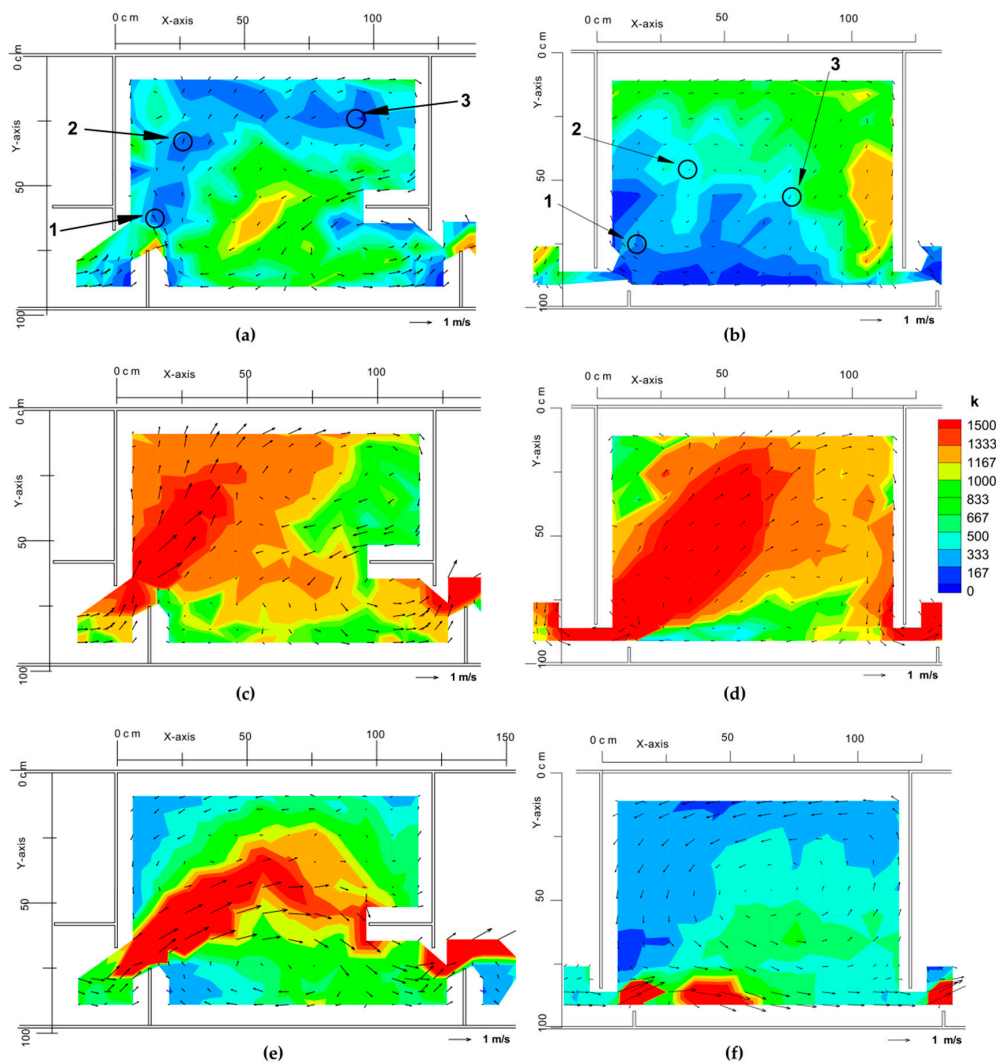 0 cm X-axis 50 100
Y-axis
50
100
1
2
3
1 m/s
(a)
0 cm X-axis 50 100
0 cm
Y-axis
50
100
1
2
3
1 m/s
(b)
0 cm X-axis 50 100
0 cm
Y-axis
50
100
1 m/s
(c)
0 cm X-axis 50 100
0 cm
Y-axis
50
100
1 m/s
(d)
k
1500
1333
1167
1000
833
667
500
333
167
0
0 cm X-axis 50 100 150
0 cm
Y-axis
50
100
1 m/s
(e)
0 cm X-axis 50 100
0 cm
Y-axis
50
100
1 m/s
(f)